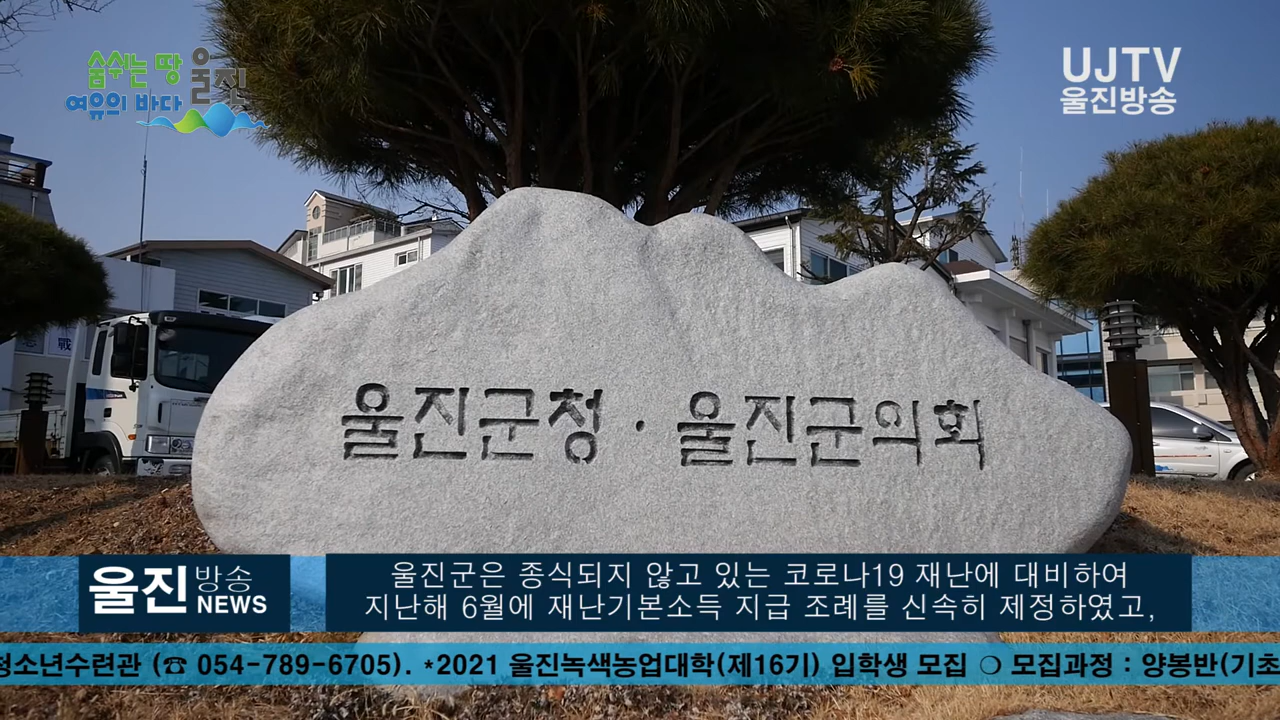 숨쉬는 땅 울진
여유의 바다
UJTV
울진방송
울진군청 · 울진군의회
울진방송 NEWS
울진군은 종식되지 않고 있는 코로나19 재난에 대비하여
지난해 6월에 재난기본소득 지급 조례를 신속히 제정하였고,
청소년수련관 (☎ 054-789-6705). *2021 울진녹색농업대학(제16기) 입학생 모집 ❍ 모집과정 : 양봉반(기초